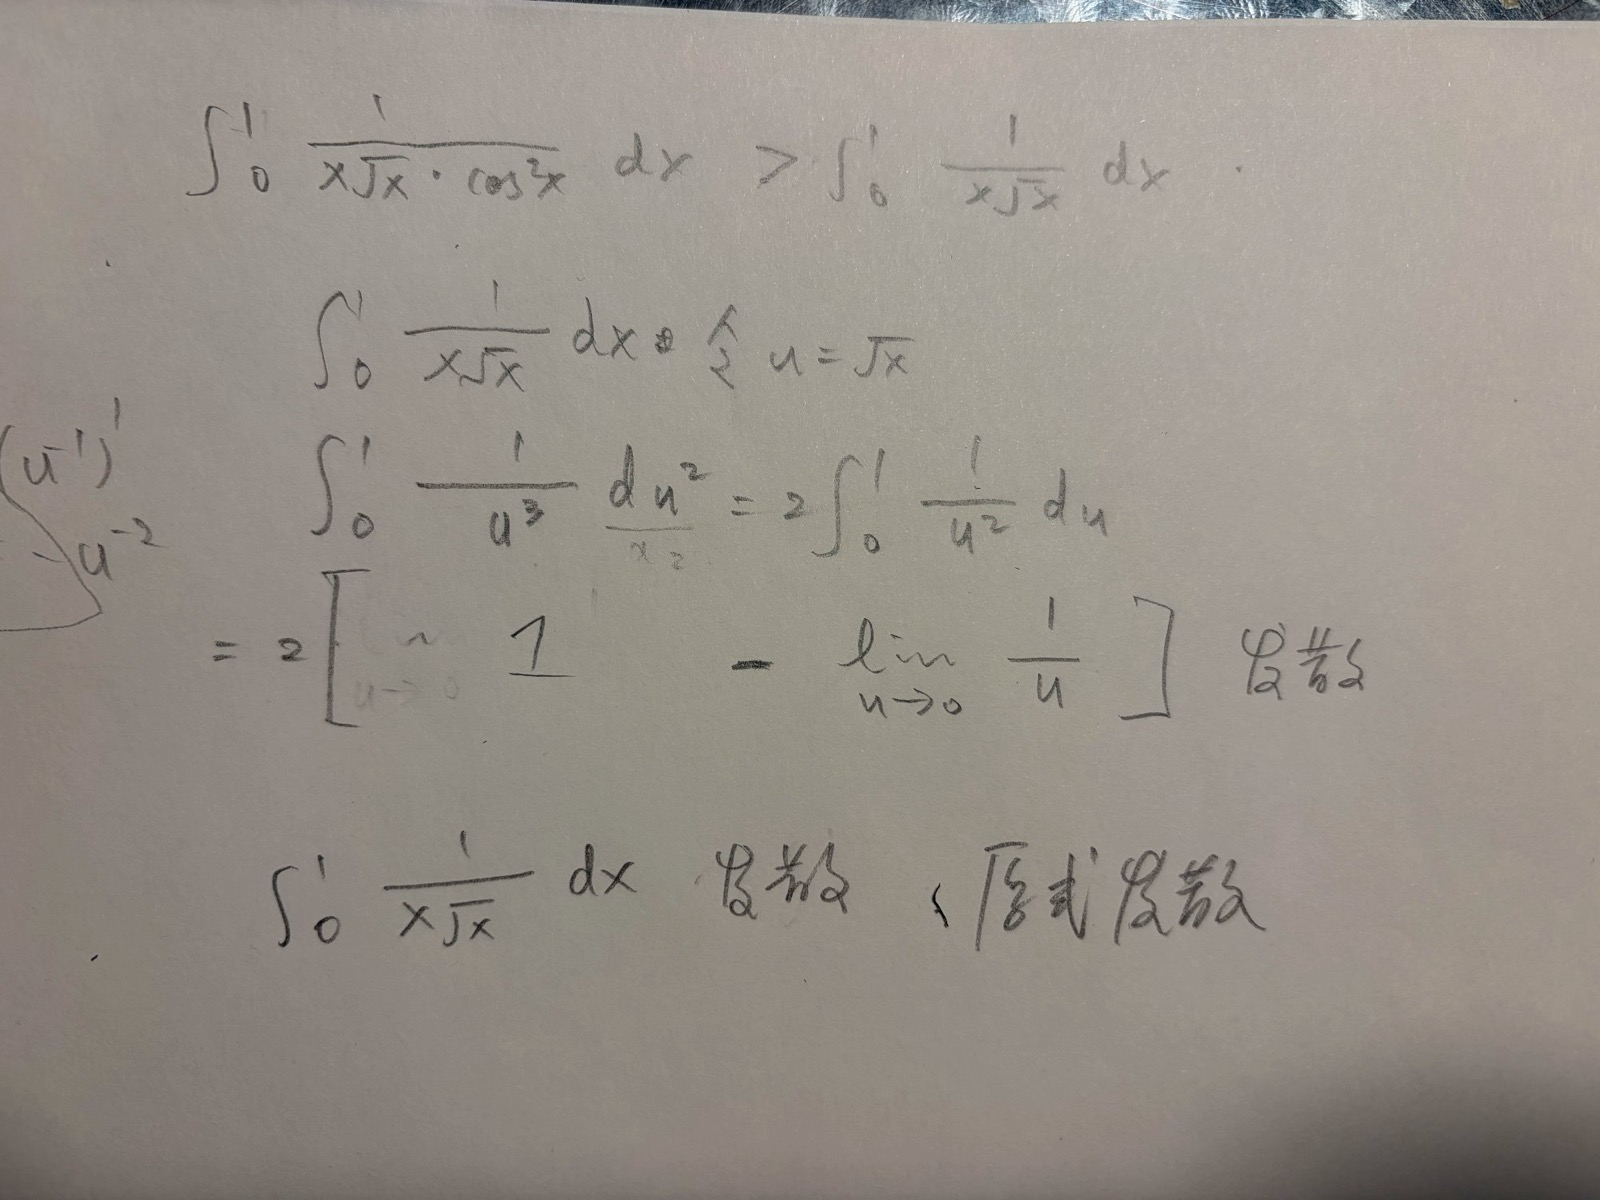 ∫₀¹ 1/(x√x · cos²x) dx > ∫₀¹ 1/(x√x) dx .
∫₀¹ 1/(x√x) dx 令 u = √x
(u⁻¹)'
∫₀¹ 1/u³ du² = 2∫₀¹ 1/u² du
- u⁻²
= 2[ 1 - lim u→0 1/u ] 发散
∫₀¹ 1/(x√x) dx 发散、原式发散